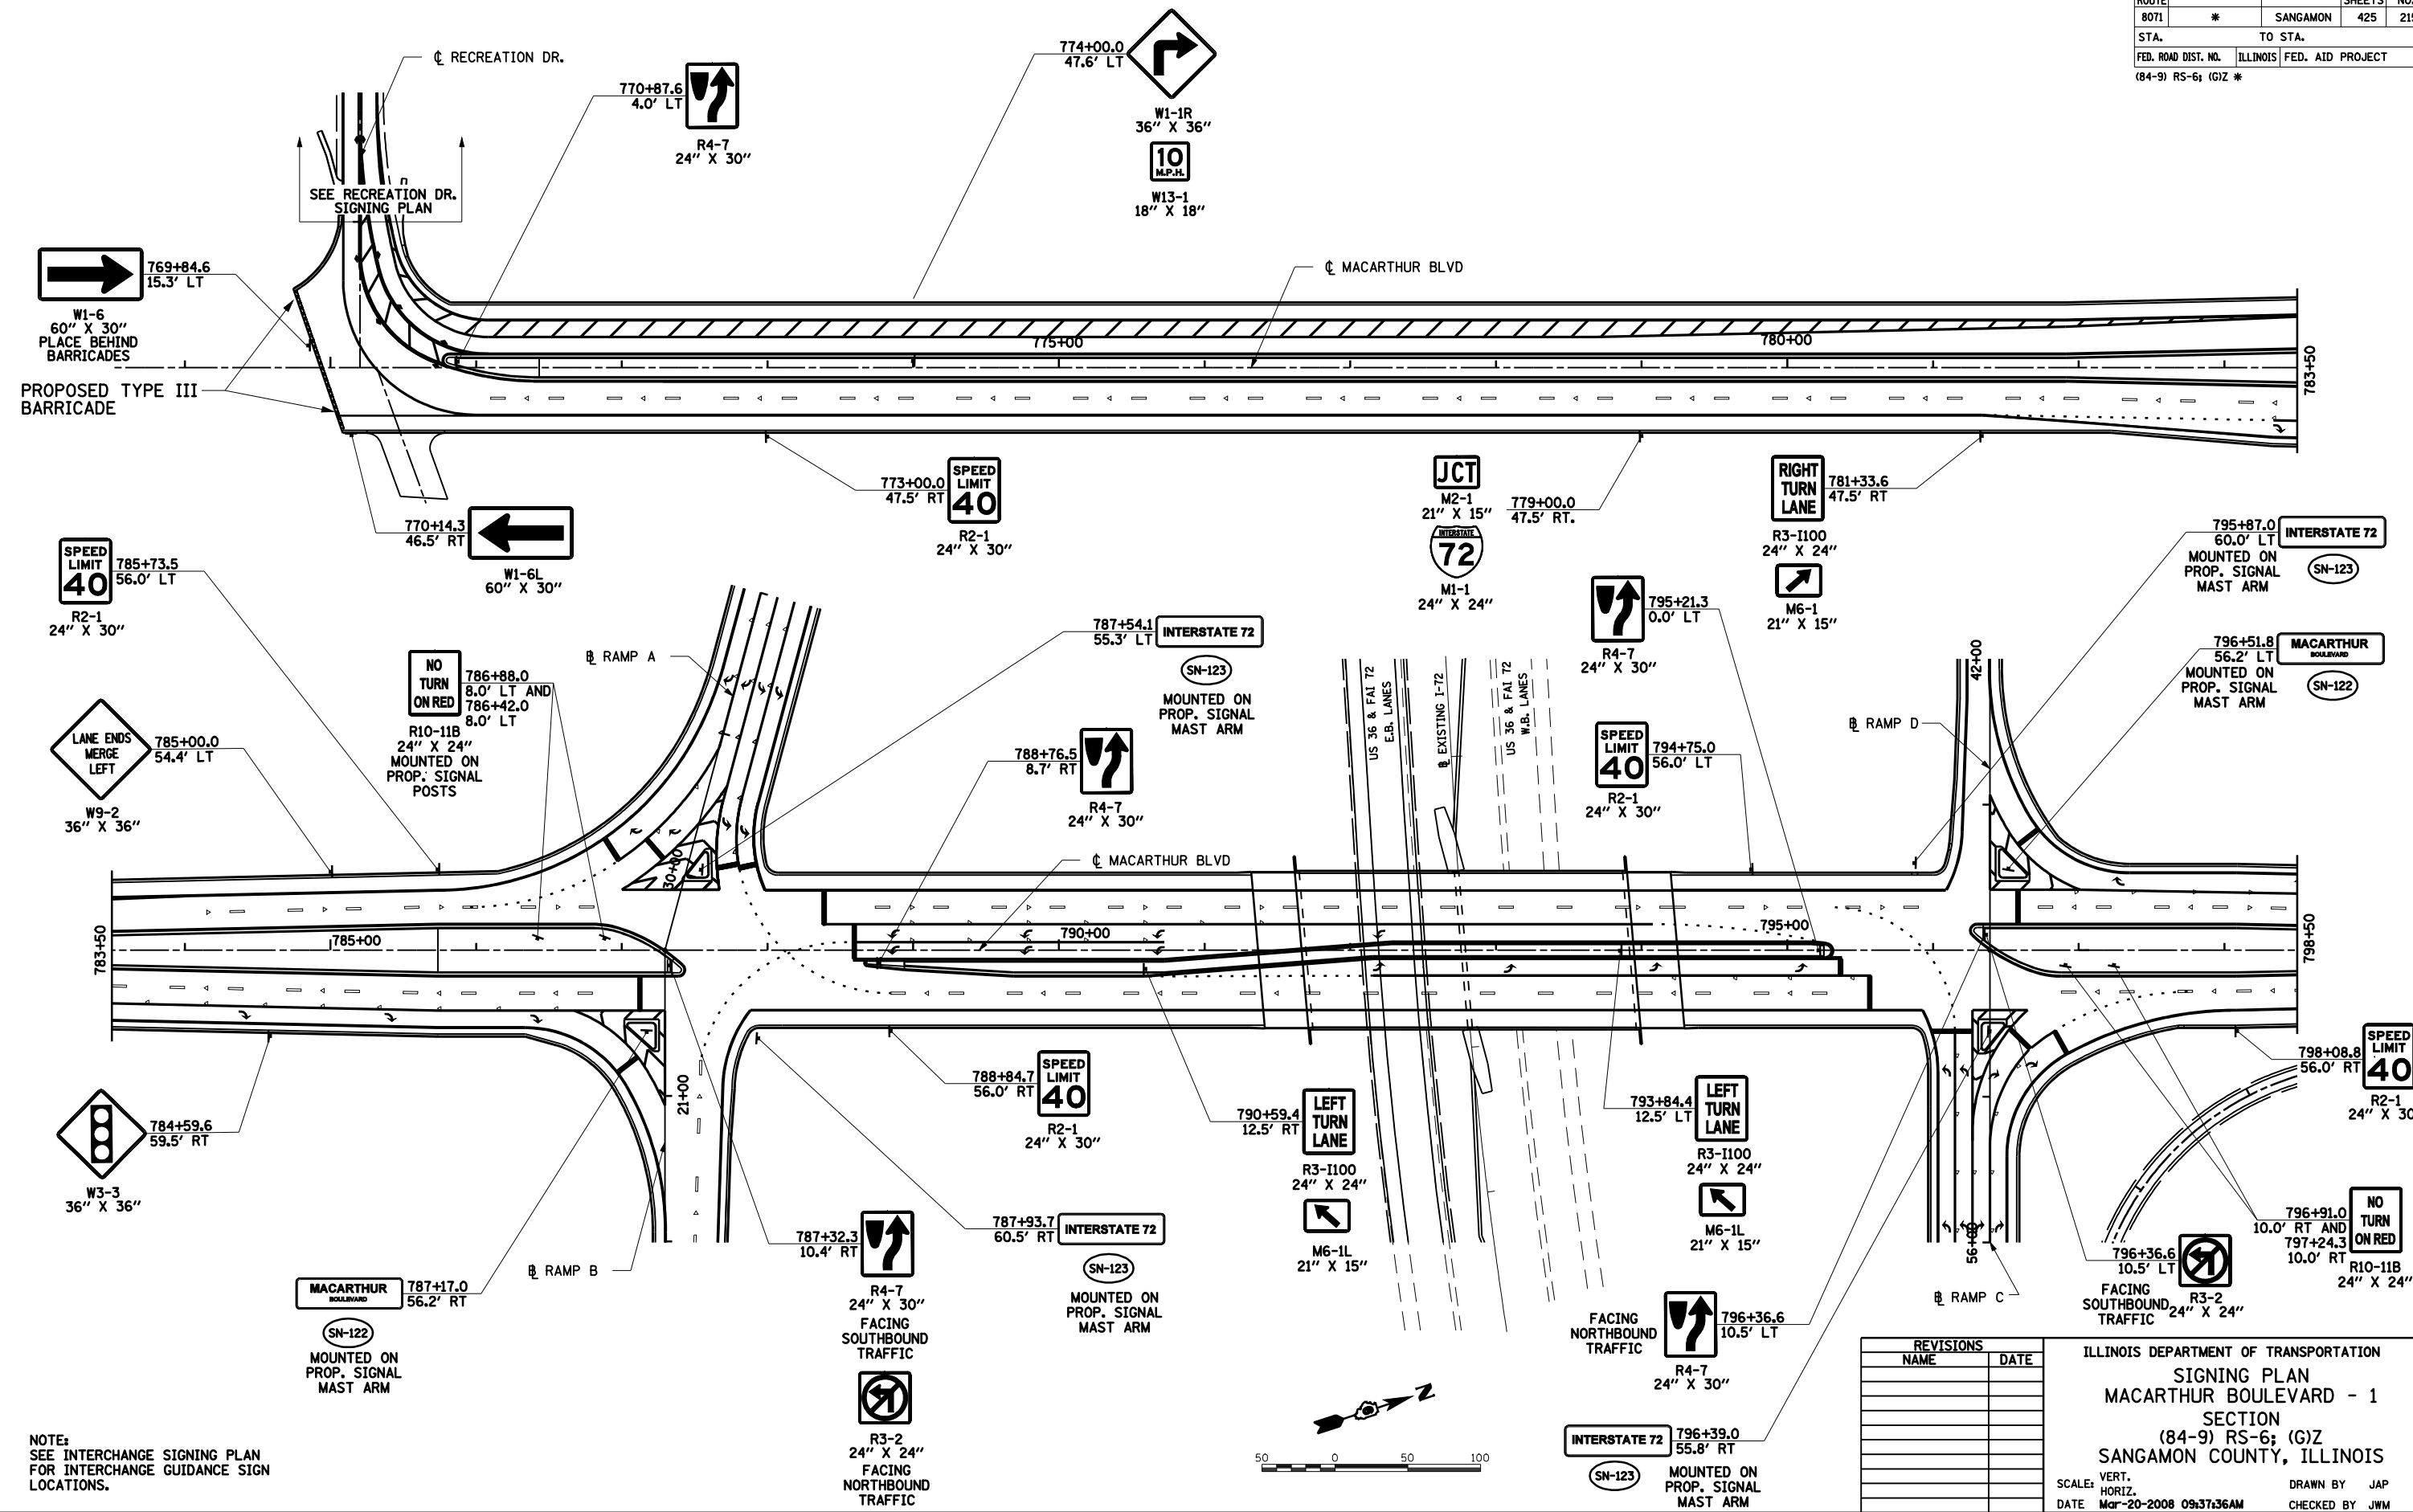 ROUTE SHEETS NO.
8071 * SANGAMON 425 215
STA. TO STA.
FED. ROAD DIST. NO. ILLINOIS FED. AID PROJECT
(84-9) RS-6; (G)Z *
℄ RECREATION DR.
770+87.6
4.0' LT
R4-7
24" X 30"
774+00.0
47.6' LT
W1-1R
36" X 36"
10
M.P.H.
W13-1
18" X 18"
SEE RECREATION DR.
SIGNING PLAN
769+84.6
15.3' LT
W1-6
60" X 30"
PLACE BEHIND
BARRICADES
PROPOSED TYPE III
BARRICADE
℄ MACARTHUR BLVD
775+00
780+00
783+50
770+14.3
46.5' RT
W1-6L
60" X 30"
773+00.0
47.5' RT
SPEED
LIMIT
40
R2-1
24" X 30"
JCT
M2-1
21" X 15"
779+00.0
47.5' RT.
INTERSTATE
72
M1-1
24" X 24"
RIGHT
TURN
LANE
781+33.6
47.5' RT
R3-I100
24" X 24"
M6-1
21" X 15"
795+87.0
60.0' LT
INTERSTATE 72
MOUNTED ON
PROP. SIGNAL
MAST ARM
SN-123
SPEED
LIMIT
40
785+73.5
56.0' LT
R2-1
24" X 30"
NO
TURN
ON RED
786+88.0
8.0' LT AND
786+42.0
8.0' LT
R10-11B
24" X 24"
MOUNTED ON
PROP. SIGNAL
POSTS
LANE ENDS
MERGE
LEFT
785+00.0
54.4' LT
W9-2
36" X 36"
BL RAMP A
787+54.1
55.3' LT
INTERSTATE 72
SN-123
MOUNTED ON
PROP. SIGNAL
MAST ARM
788+76.5
8.7' RT
R4-7
24" X 30"
795+21.3
0.0' LT
R4-7
24" X 30"
US 36 & FAI 72
E.B. LANES
BL EXISTING I-72
US 36 & FAI 72
W.B. LANES
SPEED
LIMIT
40
794+75.0
56.0' LT
R2-1
24" X 30"
42+00
BL RAMP D
796+51.8
56.2' LT
MACARTHUR
BOULEVARD
MOUNTED ON
PROP. SIGNAL
MAST ARM
SN-122
30+00
℄ MACARTHUR BLVD
783+50
785+00
790+00
795+00
798+50
21+00
784+59.6
59.5' RT
W3-3
36" X 36"
788+84.7
56.0' RT
SPEED
LIMIT
40
R2-1
24" X 30"
790+59.4
12.5' RT
LEFT
TURN
LANE
R3-I100
24" X 24"
M6-1L
21" X 15"
793+84.4
12.5' LT
LEFT
TURN
LANE
R3-I100
24" X 24"
M6-1L
21" X 15"
798+08.8
56.0' RT
SPEED
LIMIT
40
R2-1
24" X 30
MACARTHUR
BOULEVARD
787+17.0
56.2' RT
SN-122
MOUNTED ON
PROP. SIGNAL
MAST ARM
BL RAMP B
787+32.3
10.4' RT
R4-7
24" X 30"
FACING
SOUTHBOUND
TRAFFIC
R3-2
24" X 24"
FACING
NORTHBOUND
TRAFFIC
787+93.7
60.5' RT
INTERSTATE 72
SN-123
MOUNTED ON
PROP. SIGNAL
MAST ARM
FACING
NORTHBOUND
TRAFFIC
796+36.6
10.5' LT
R4-7
24" X 30"
56+00
BL RAMP C
796+36.6
10.5' LT
FACING
SOUTHBOUND
TRAFFIC
R3-2
24" X 24"
796+91.0
10.0' RT AND
797+24.3
10.0' RT
NO
TURN
ON RED
R10-11B
24" X 24"
INTERSTATE 72
796+39.0
55.8' RT
SN-123
MOUNTED ON
PROP. SIGNAL
MAST ARM
N
50 0 50 100
NOTE:
SEE INTERCHANGE SIGNING PLAN
FOR INTERCHANGE GUIDANCE SIGN
LOCATIONS.
REVISIONS
NAME DATE
ILLINOIS DEPARTMENT OF TRANSPORTATION
SIGNING PLAN
MACARTHUR BOULEVARD - 1
SECTION
(84-9) RS-6; (G)Z
SANGAMON COUNTY, ILLINOIS
SCALE: VERT.
HORIZ.
DRAWN BY JAP
DATE Mar-20-2008 09:37:36AM
CHECKED BY JWM